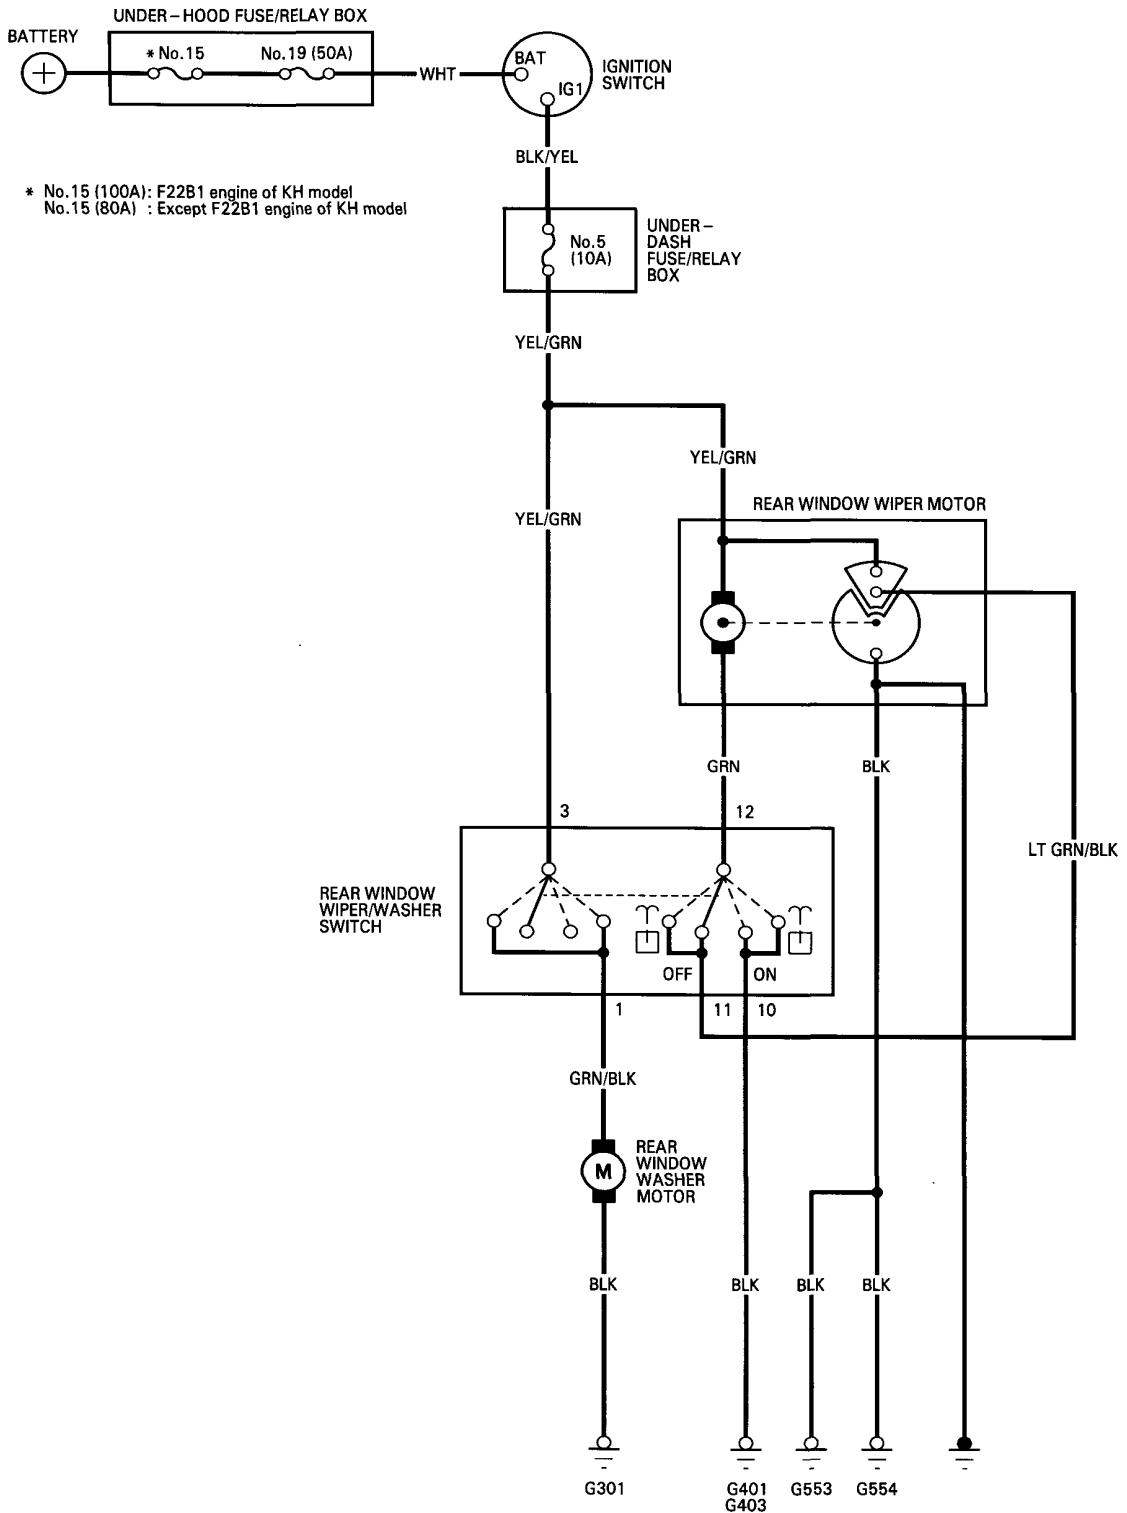 UNDER-HOOD FUSE/RELAY BOX
BATTERY
* No.15
No.19 (50A)
WHT
BAT
IG1
IGNITION
SWITCH
BLK/YEL
* No.15 (100A): F22B1 engine of KH model
No.15 (80A) : Except F22B1 engine of KH model
No.5
(10A)
UNDER-
DASH
FUSE/RELAY
BOX
YEL/GRN
YEL/GRN
REAR WINDOW WIPER MOTOR
YEL/GRN
GRN
BLK
3
12
LT GRN/BLK
REAR WINDOW
WIPER/WASHER
SWITCH
OFF
ON
1
11
10
GRN/BLK
M
REAR
WINDOW
WASHER
MOTOR
BLK
BLK
BLK
BLK
G301
G401
G403
G553
G554